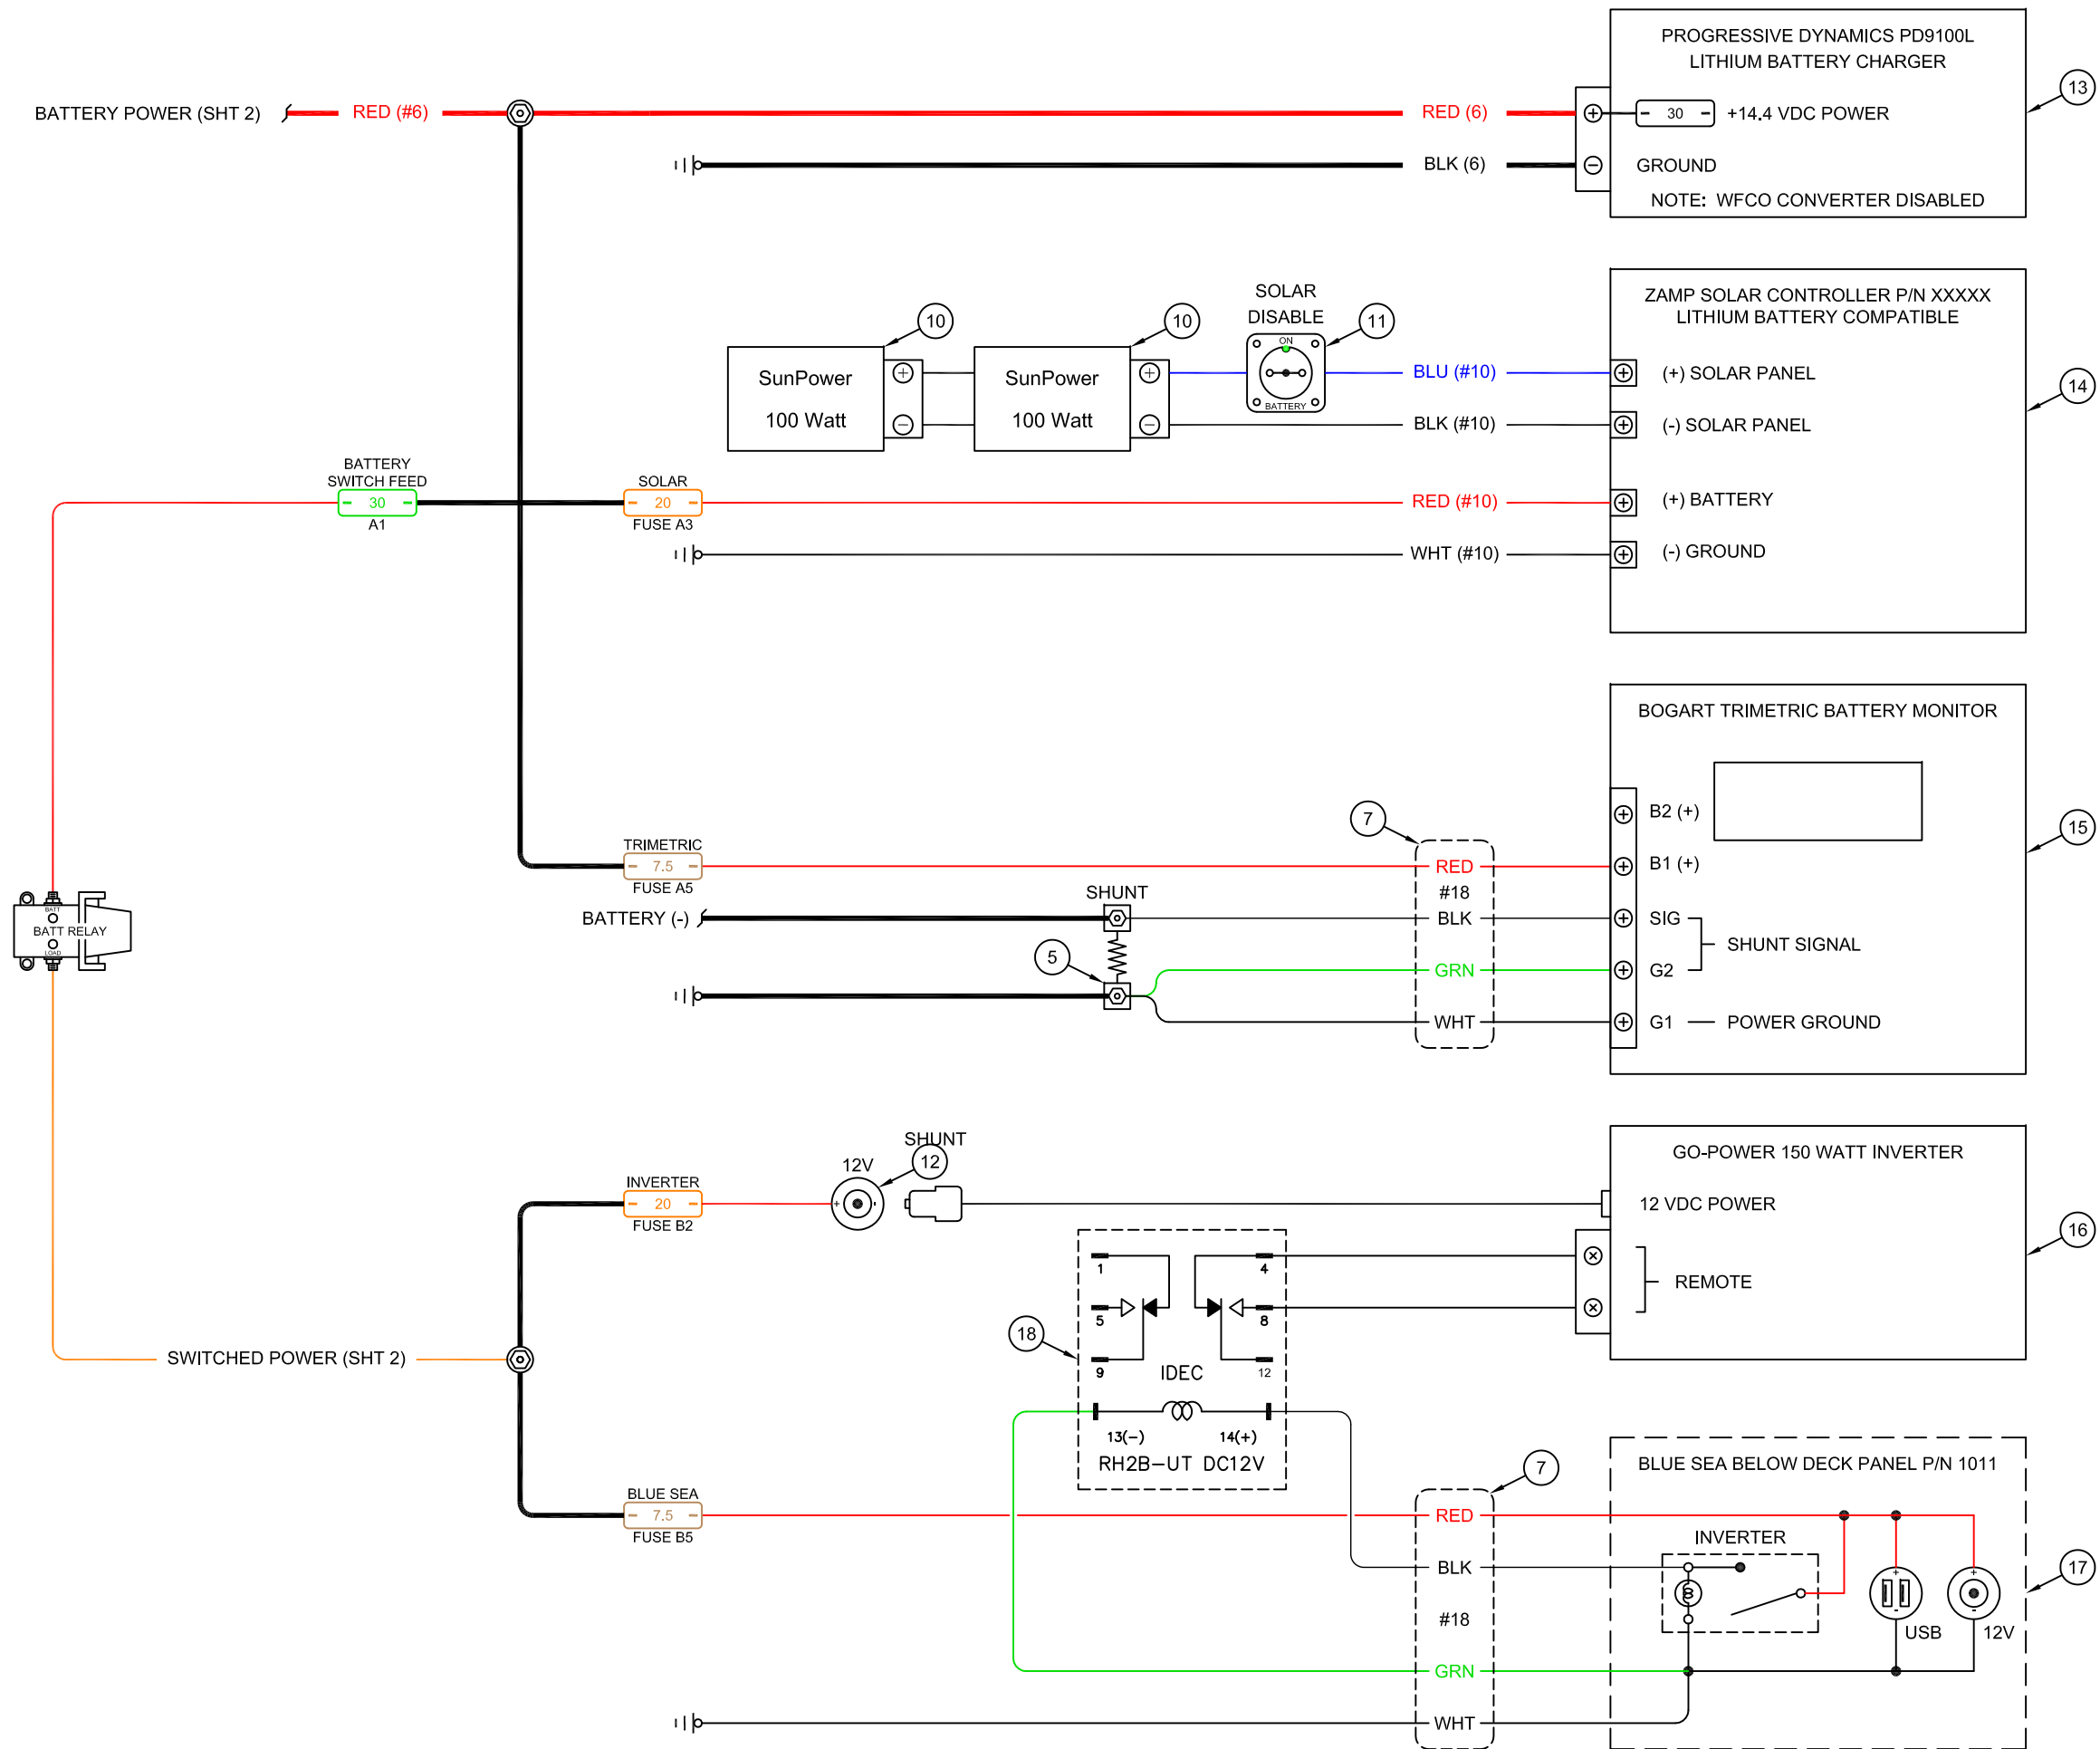 PROGRESSIVE DYNAMICS PD9100L
LITHIUM BATTERY CHARGER
13
BATTERY POWER (SHT 2)
RED (#6)
RED (6)
30
+14.4 VDC POWER
BLK (6)
GROUND
NOTE: WFCO CONVERTER DISABLED
ZAMP SOLAR CONTROLLER P/N XXXXX
LITHIUM BATTERY COMPATIBLE
14
10
10
SOLAR
DISABLE
11
ON
BATTERY
SunPower
100 Watt
SunPower
100 Watt
BLU (#10)
(+) SOLAR PANEL
BLK (#10)
(-) SOLAR PANEL
BATTERY
SWITCH FEED
30
A1
SOLAR
20
FUSE A3
RED (#10)
(+) BATTERY
WHT (#10)
(-) GROUND
BOGART TRIMETRIC BATTERY MONITOR
15
7
B2 (+)
TRIMETRIC
7.5
FUSE A5
RED
B1 (+)
#18
SHUNT
BATTERY (-)
BLK
SIG
SHUNT SIGNAL
5
GRN
G2
WHT
G1
POWER GROUND
BATT
BATT RELAY
LOAD
GO-POWER 150 WATT INVERTER
16
SHUNT
12
12V
+
-
INVERTER
20
FUSE B2
12 VDC POWER
REMOTE
1
4
5
8
9
12
18
IDEC
13(-)
14(+)
RH2B-UT DC12V
SWITCHED POWER (SHT 2)
BLUE SEA BELOW DECK PANEL P/N 1011
7
17
BLUE SEA
7.5
FUSE B5
RED
INVERTER
BLK
#18
+
-
USB
+
-
12V
GRN
WHT